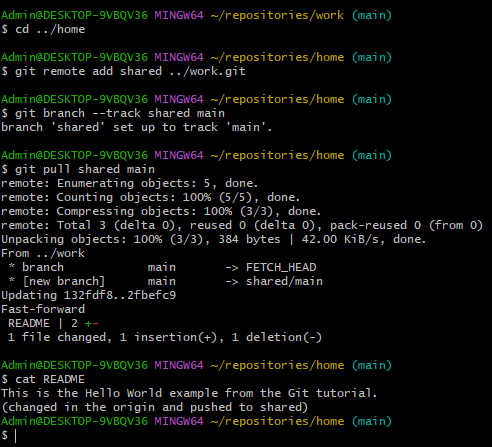 Admin@DESKTOP-9VBQV36 MINGW64 ~/repositories/work (main)
$ cd ../home
Admin@DESKTOP-9VBQV36 MINGW64 ~/repositories/home (main)
$ git remote add shared ../work.git
Admin@DESKTOP-9VBQV36 MINGW64 ~/repositories/home (main)
$ git branch --track shared main
branch 'shared' set up to track 'main'.
Admin@DESKTOP-9VBQV36 MINGW64 ~/repositories/home (main)
$ git pull shared main
remote: Enumerating objects: 5, done.
remote: Counting objects: 100% (5/5), done.
remote: Compressing objects: 100% (3/3), done.
remote: Total 3 (delta 0), reused 0 (delta 0), pack-reused 0 (from 0)
Unpacking objects: 100% (3/3), 384 bytes | 42.00 KiB/s, done.
From ../work
 * branch            main       -> FETCH_HEAD
 * [new branch]      main       -> shared/main
Updating 132fdf8..2fbefc9
Fast-forward
 README | 2 +-
 1 file changed, 1 insertion(+), 1 deletion(-)
Admin@DESKTOP-9VBQV36 MINGW64 ~/repositories/home (main)
$ cat README
This is the Hello World example from the Git tutorial.
(changed in the origin and pushed to shared)
Admin@DESKTOP-9VBQV36 MINGW64 ~/repositories/home (main)
$